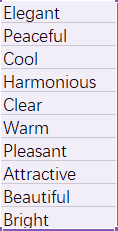 Elegant
Peaceful
Cool
Harmonious
Clear
Warm
Pleasant
Attractive
Beautiful
Bright